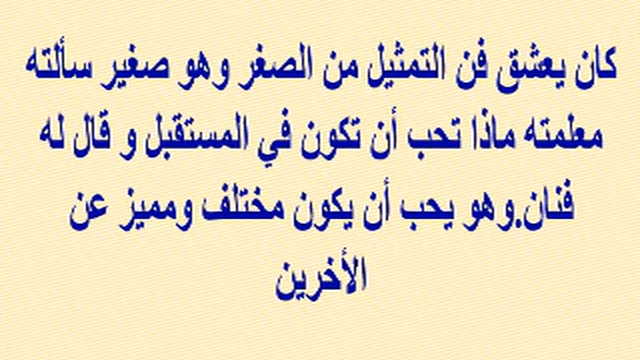 كان يعشق فن التمثيل من الصغر وهو صغير سألته
معلمته ماذا تحب أن تكون في المستقبل و قال له
فنان.وهو يحب أن يكون مختلف ومميز عن
الأخرين